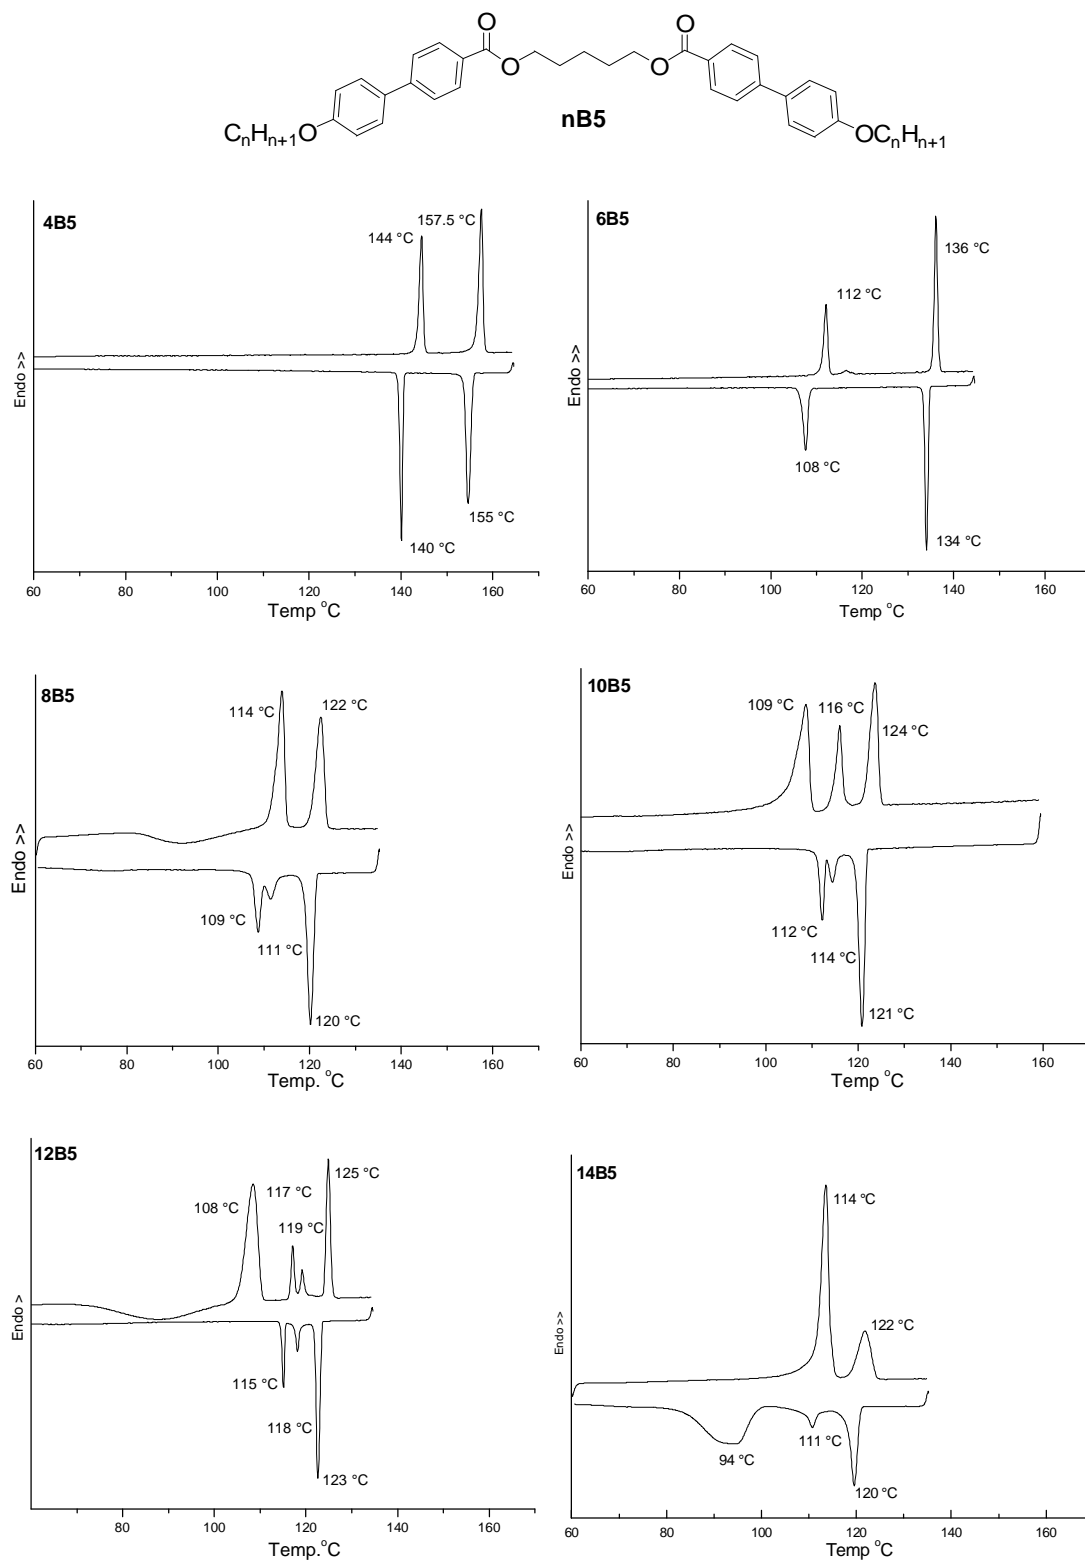 O
O
O
O
nB5
CnHn+1O
OCnHn+1
4B5
144 °C
157.5 °C
140 °C
155 °C
Endo >>
60 80 100 120 140 160
Temp °C
6B5
136 °C
112 °C
108 °C
134 °C
Endo >>
60 80 100 120 140 160
Temp °C
8B5
114 °C
122 °C
109 °C
111 °C
120 °C
Endo >>
60 80 100 120 140 160
Temp. °C
10B5
109 °C
116 °C
124 °C
112 °C
114 °C
121 °C
Endo >>
60 80 100 120 140 160
Temp °C
12B5
125 °C
117 °C
108 °C
119 °C
115 °C
118 °C
123 °C
Endo >
80 100 120 140 160
Temp.°C
14B5
114 °C
122 °C
94 °C
111 °C
120 °C
Endo >>
60 80 100 120 140 160
Temp °C